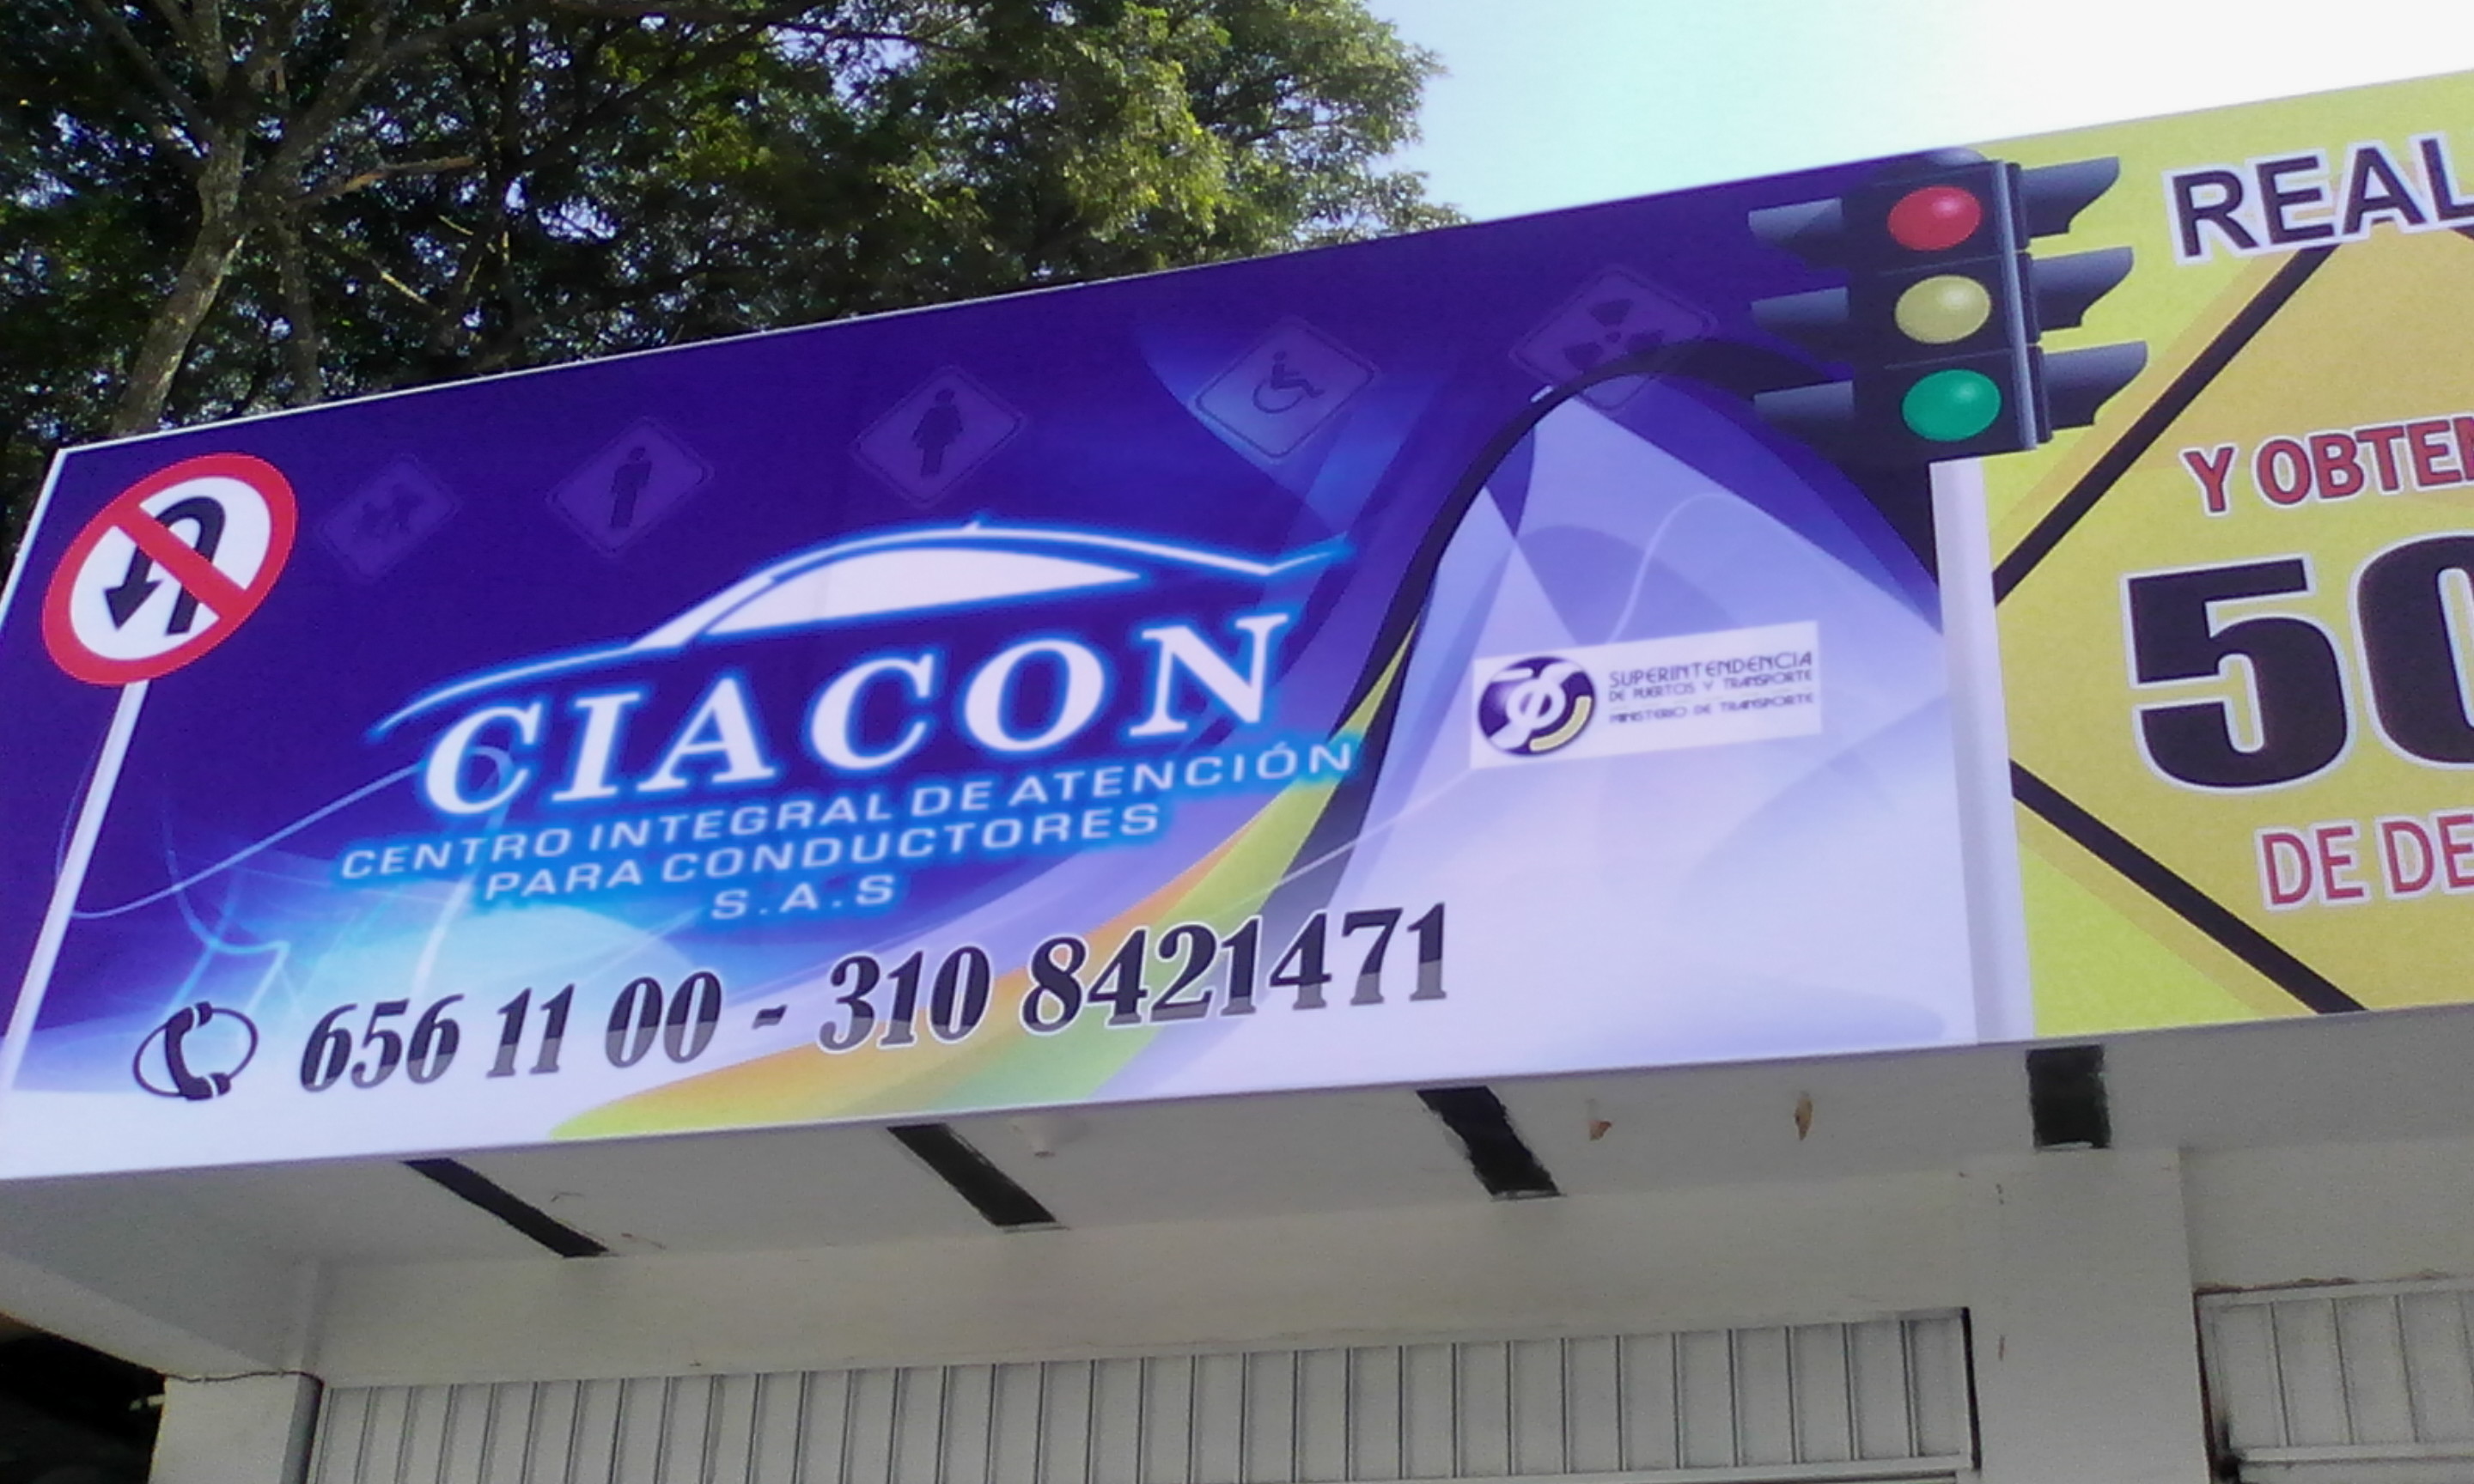 CIACON
CENTRO INTEGRAL DE ATENCIÓN
PARA CONDUCTORES
S.A.S
656 11 00 - 310 8421471
SUPERINTENDENCIA
DE PUERTOS Y TRANSPORTE
MINISTERIO DE TRANSPORTE
REAL
Y OBTEN
50
DE DE